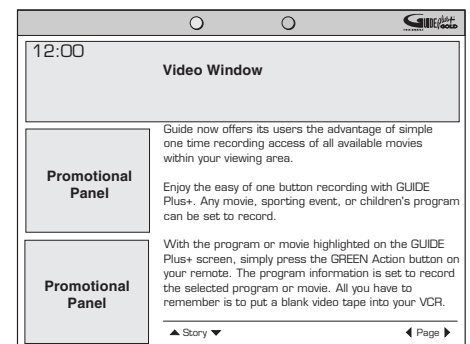 GUIDE Plus+ GOLD
12:00
Video Window
Promotional
Panel
Guide now offers its users the advantage of simple
one time recording access of all available movies
within your viewing area.
Enjoy the easy of one button recording with GUIDE
Plus+. Any movie, sporting event, or children's program
can be set to record.
Promotional
Panel
With the program or movie highlighted on the GUIDE
Plus+ screen, simply press the GREEN Action button on
your remote. The program information is set to record
the selected program or movie. All you have to
remember is to put a blank video tape into your VCR.
▲ Story ▼
◀ Page ▶